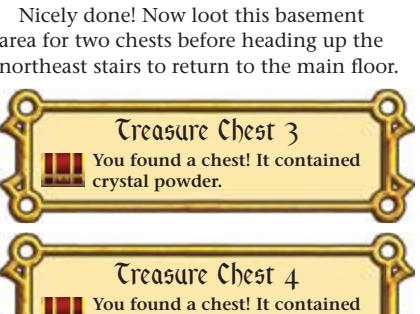 Nicely done! Now loot this basement
area for two chests before heading up the
northeast stairs to return to the main floor.
Treasure Chest 3
You found a chest! It contained
crystal powder.
Treasure Chest 4
You found a chest! It contained